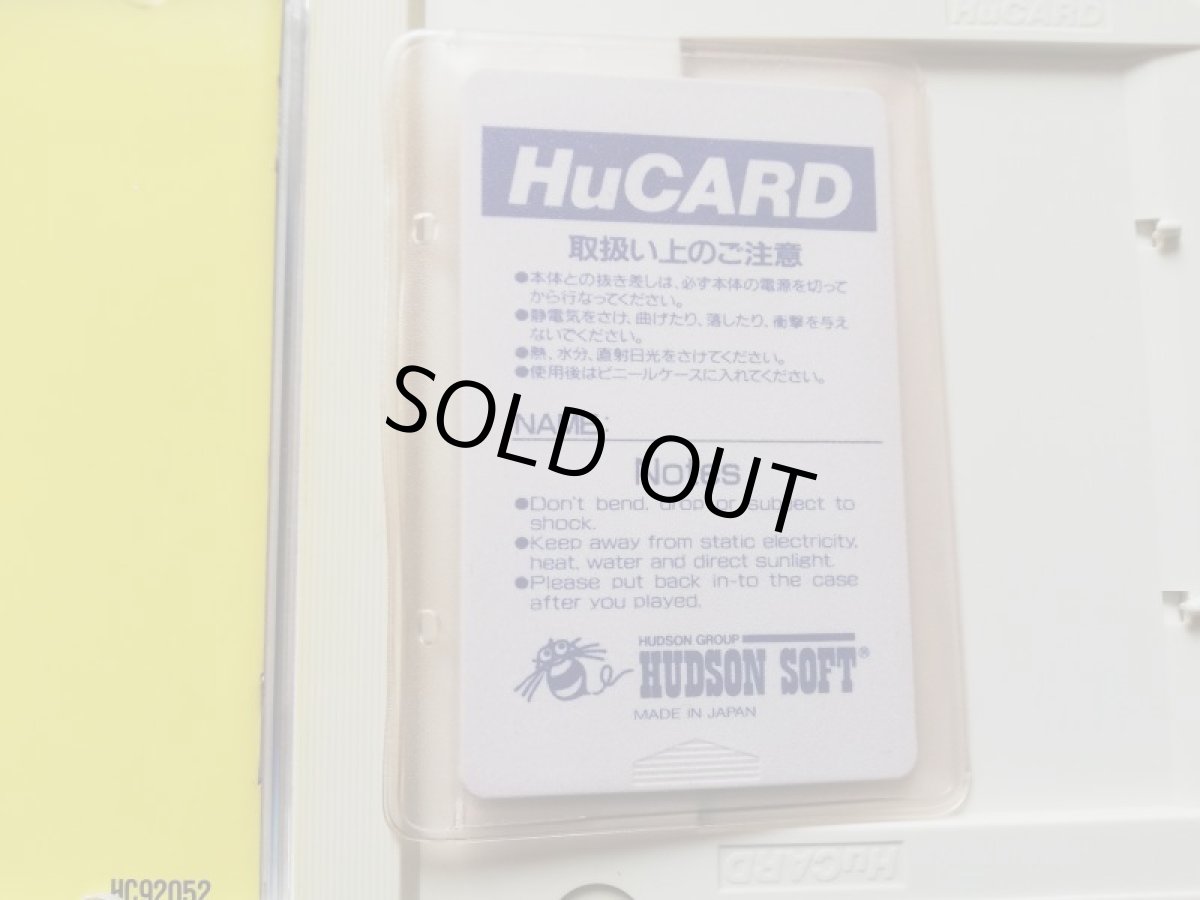 HuCARD
HuCARD
取扱い上のご注意
●本体との抜き差しは、必ず本体の電源を切って
から行なってください。
●静電気をさけ、曲げたり、落したり、衝撃を与え
ないでください。
●熱、水分、直射日光をさけてください。
●使用後はビニールケースに入れてください。
SOLD OUT
NAME:
Notes
●Don't bend, drop or subject to
shock.
●Keep away from static electricity,
heat, water and direct sunlight.
●Please put back in-to the case
after you played.
HUDSON GROUP
HUDSON SOFT®
MADE IN JAPAN
HuCARD
HC92052